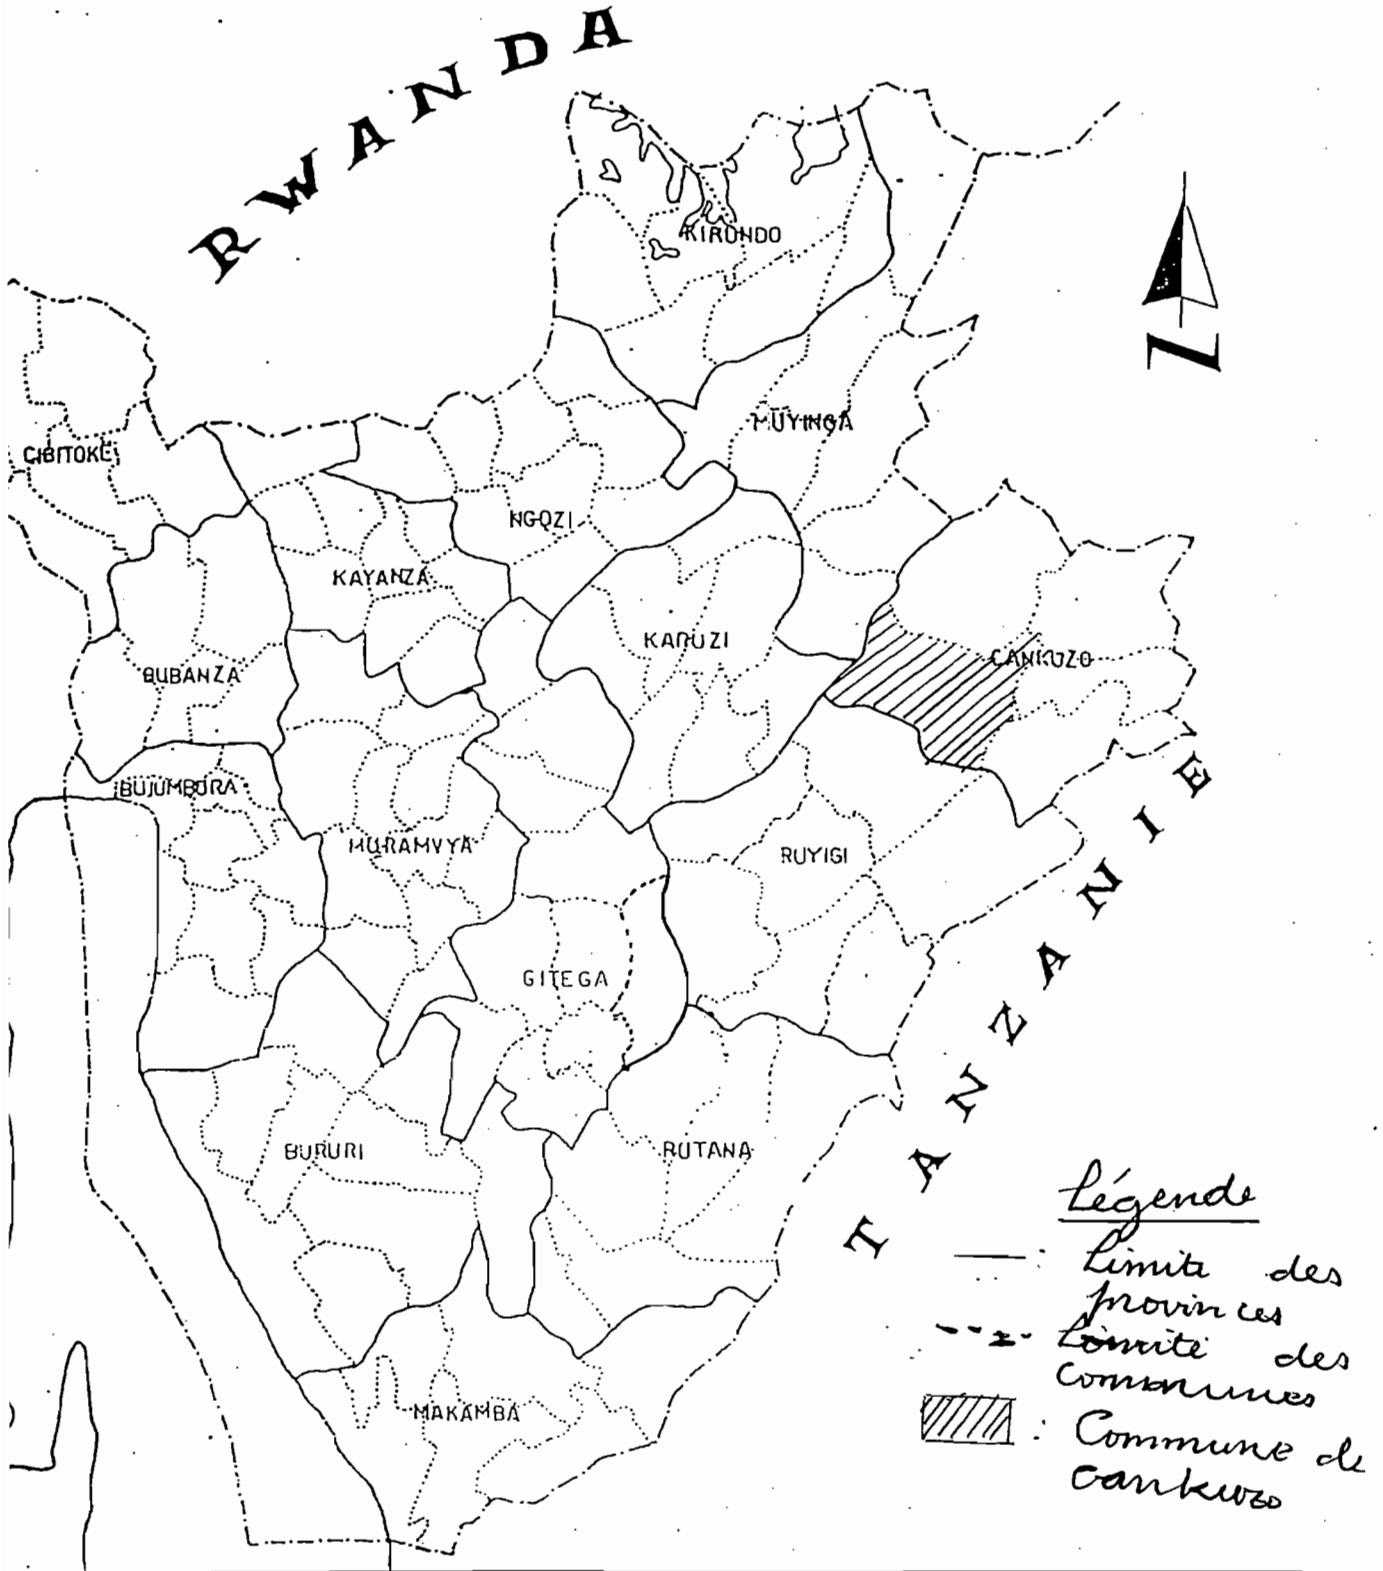 RWANDA
KIRUNDO
N
MUYINGA
CIBITOKE
NGOZI
KAYANZA
KARUZI
CANKUZO
BUBANZA
BUJUMBURA
MURAMVYA
RUYIGI
GITEGA
TANZANIE
BURURI
RUTANA
MAKAMBA
Légende
: Limite des
provinces
Limite des
communes
: Commune de
Cankuzo